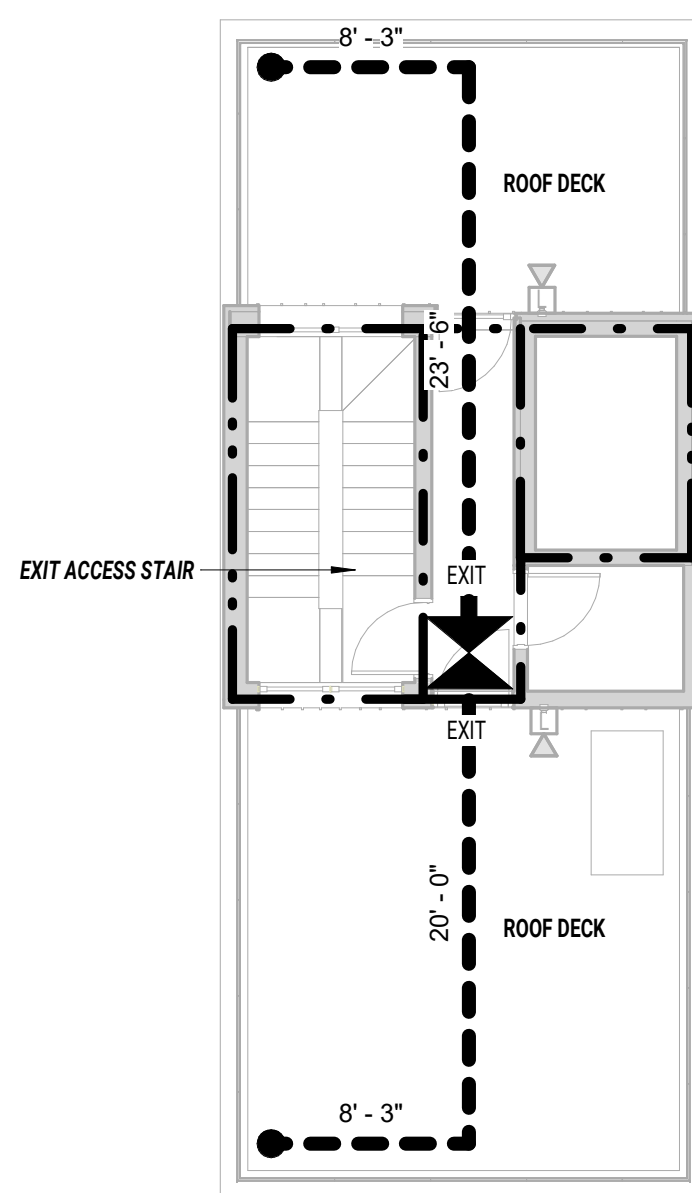 8' - 3"
ROOF DECK
23' - 6"
EXIT ACCESS STAIR
EXIT
EXIT
20' - 0"
ROOF DECK
8' - 3"